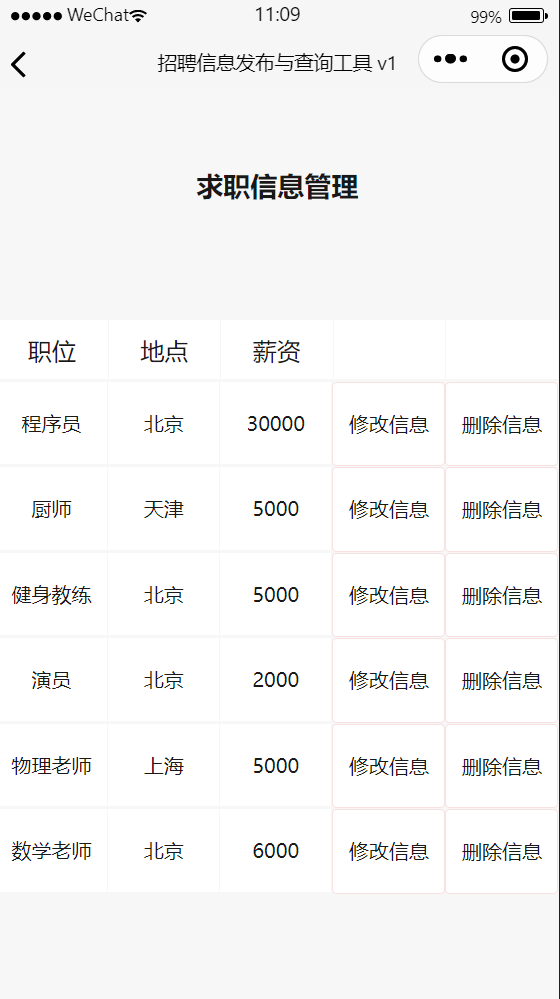 WeChat 11:09 99%
招聘信息发布与查询工具 v1
求职信息管理
职位 地点 薪资
程序员 北京 30000 修改信息 删除信息
厨师 天津 5000 修改信息 删除信息
健身教练 北京 5000 修改信息 删除信息
演员 北京 2000 修改信息 删除信息
物理老师 上海 5000 修改信息 删除信息
数学老师 北京 6000 修改信息 删除信息